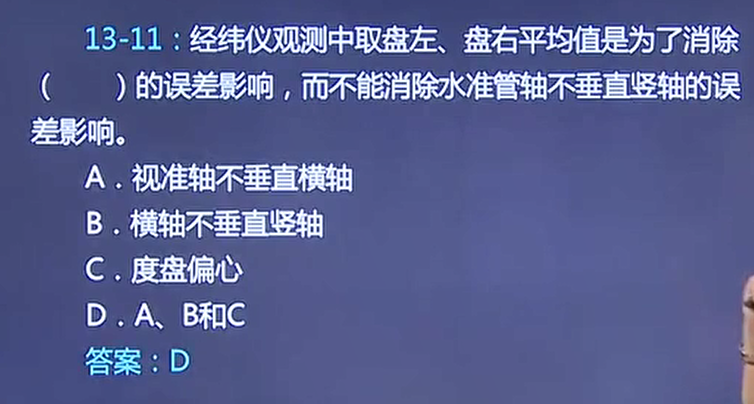 13-11：经纬仪观测中取盘左、盘右平均值是为了消除
（　　）的误差影响，而不能消除水准管轴不垂直竖轴的误
差影响。
A．视准轴不垂直横轴
B．横轴不垂直竖轴
C．度盘偏心
D．A、B和C
答案：D